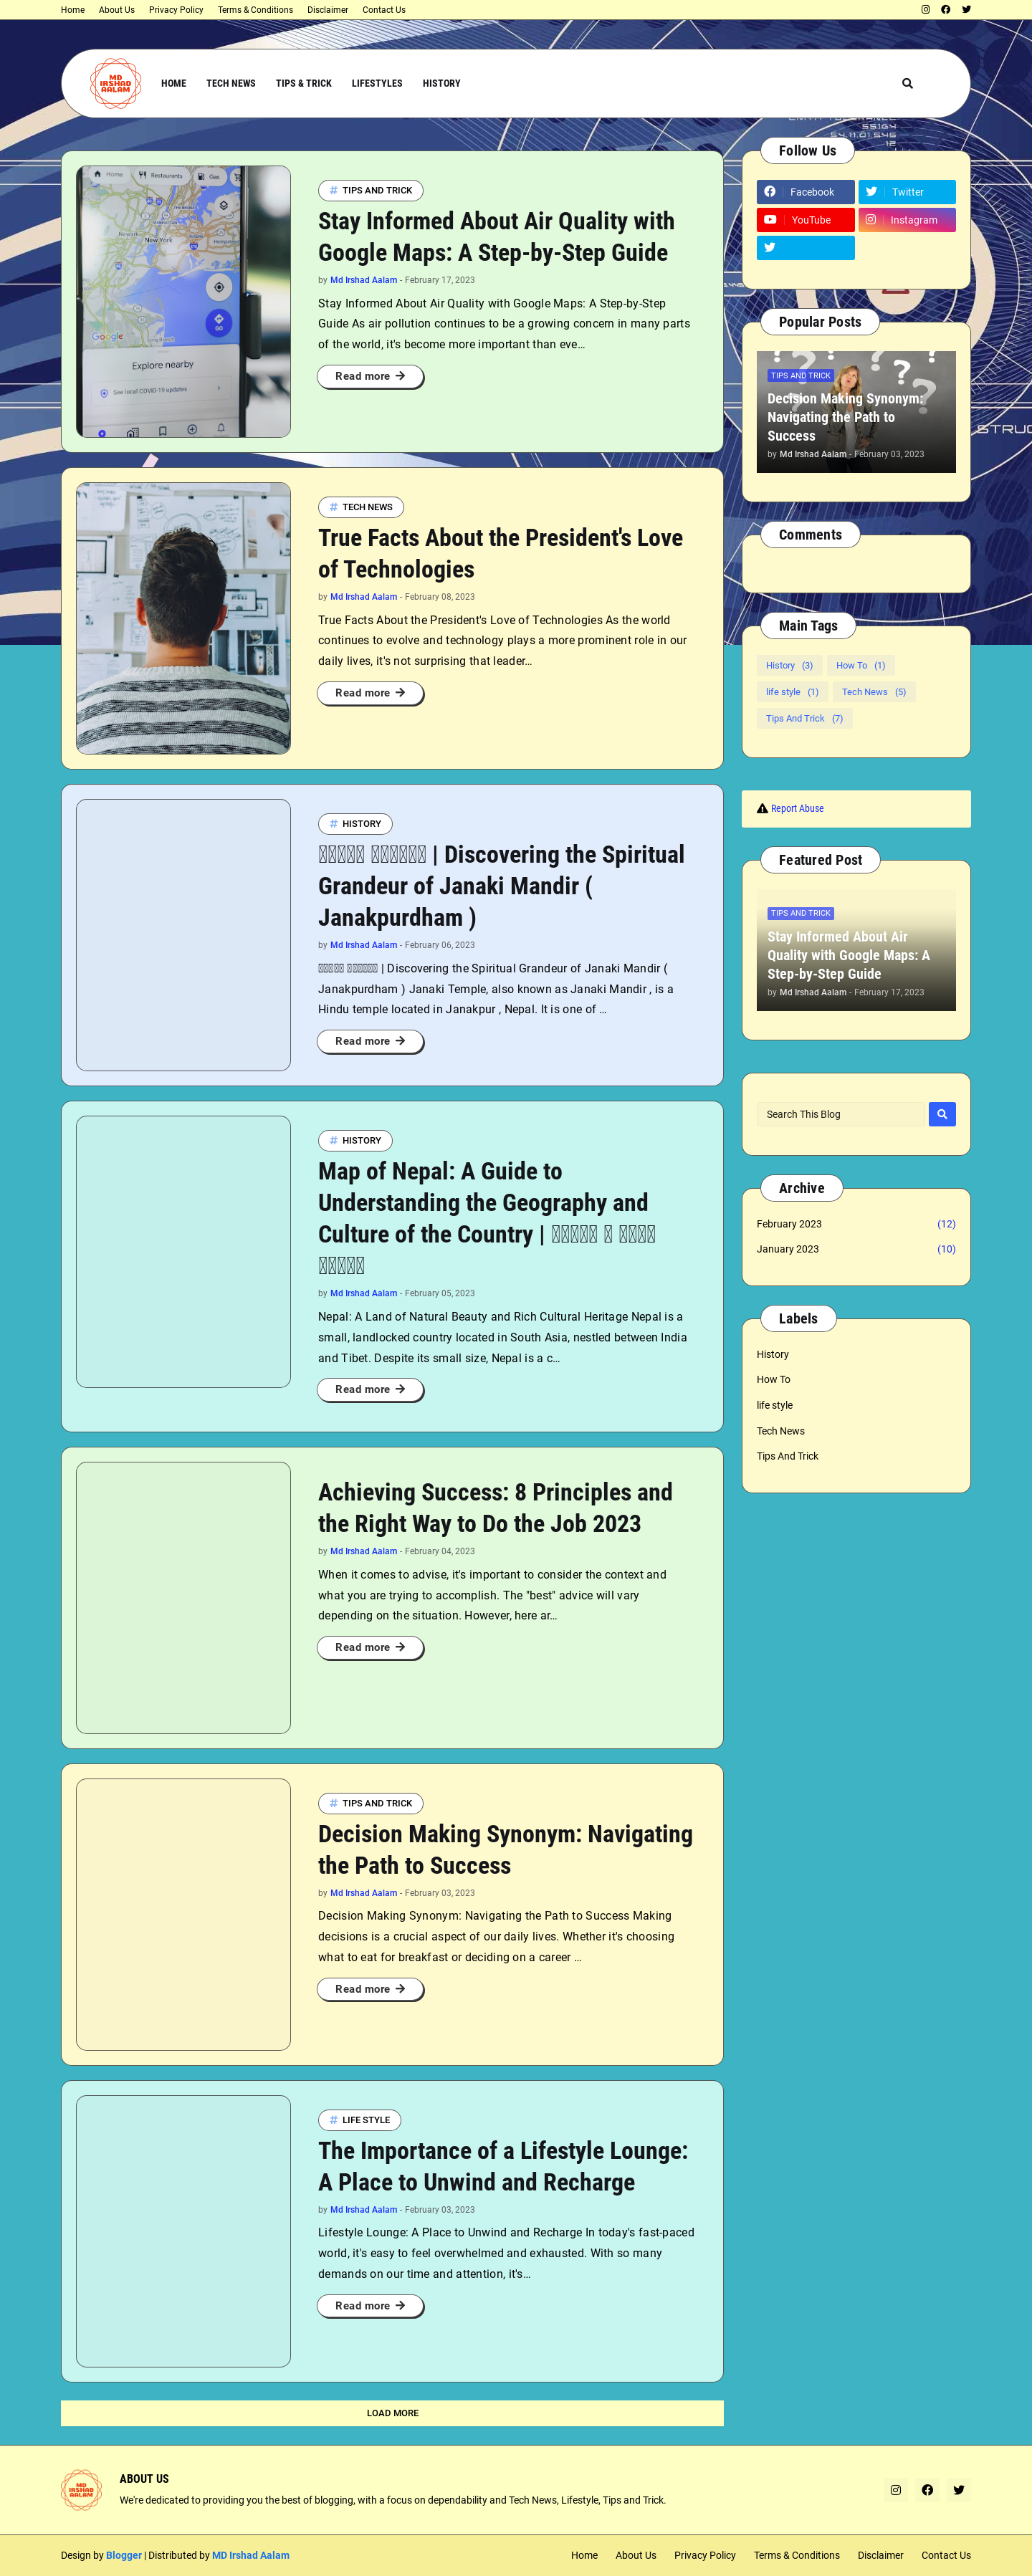 Home About Us Privacy Policy Terms & Conditions Disclaimer Contact Us
MD
IRSHAD
AALAM
HOME TECH NEWS TIPS & TRICK LIFESTYLES HISTORY
Home Restaurants Gas
New York
Newark
GO
Google
Explore nearby
See local COVID-19 updates
# TIPS AND TRICK
Stay Informed About Air Quality with
Google Maps: A Step-by-Step Guide
by Md Irshad Aalam - February 17, 2023
Stay Informed About Air Quality with Google Maps: A Step-by-Step
Guide As air pollution continues to be a growing concern in many parts
of the world, it's become more important than eve…
Read more
# TECH NEWS
True Facts About the President's Love
of Technologies
by Md Irshad Aalam - February 08, 2023
True Facts About the President's Love of Technologies As the world
continues to evolve and technology plays a more prominent role in our
daily lives, it's not surprising that leader…
Read more
# HISTORY
| Discovering the Spiritual
Grandeur of Janaki Mandir (
Janakpurdham )
by Md Irshad Aalam - February 06, 2023
| Discovering the Spiritual Grandeur of Janaki Mandir (
Janakpurdham ) Janaki Temple, also known as Janaki Mandir , is a
Hindu temple located in Janakpur , Nepal. It is one of …
Read more
# HISTORY
Map of Nepal: A Guide to
Understanding the Geography and
Culture of the Country |
by Md Irshad Aalam - February 05, 2023
Nepal: A Land of Natural Beauty and Rich Cultural Heritage Nepal is a
small, landlocked country located in South Asia, nestled between India
and Tibet. Despite its small size, Nepal is a c…
Read more
Achieving Success: 8 Principles and
the Right Way to Do the Job 2023
by Md Irshad Aalam - February 04, 2023
When it comes to advise, it's important to consider the context and
what you are trying to accomplish. The "best" advice will vary
depending on the situation. However, here ar…
Read more
# TIPS AND TRICK
Decision Making Synonym: Navigating
the Path to Success
by Md Irshad Aalam - February 03, 2023
Decision Making Synonym: Navigating the Path to Success Making
decisions is a crucial aspect of our daily lives. Whether it's choosing
what to eat for breakfast or deciding on a career …
Read more
# LIFE STYLE
The Importance of a Lifestyle Lounge:
A Place to Unwind and Recharge
by Md Irshad Aalam - February 03, 2023
Lifestyle Lounge: A Place to Unwind and Recharge In today's fast-paced
world, it's easy to feel overwhelmed and exhausted. With so many
demands on our time and attention, it's…
Read more
LOAD MORE
55164
54.11.01.545
12
Follow Us
Facebook Twitter
YouTube Instagram
Popular Posts
TIPS AND TRICK
Decision Making Synonym:
Navigating the Path to
Success
by Md Irshad Aalam - February 03, 2023
STRUC
Comments
Main Tags
History (3) How To (1)
life style (1) Tech News (5)
Tips And Trick (7)
Report Abuse
Featured Post
TIPS AND TRICK
Stay Informed About Air
Quality with Google Maps: A
Step-by-Step Guide
by Md Irshad Aalam - February 17, 2023
Search This Blog
Archive
February 2023 (12)
January 2023 (10)
Labels
History
How To
life style
Tech News
Tips And Trick
MD
IRSHAD
AALAM
ABOUT US
We're dedicated to providing you the best of blogging, with a focus on dependability and Tech News, Lifestyle, Tips and Trick.
Design by Blogger | Distributed by MD Irshad Aalam
Home About Us Privacy Policy Terms & Conditions Disclaimer Contact Us